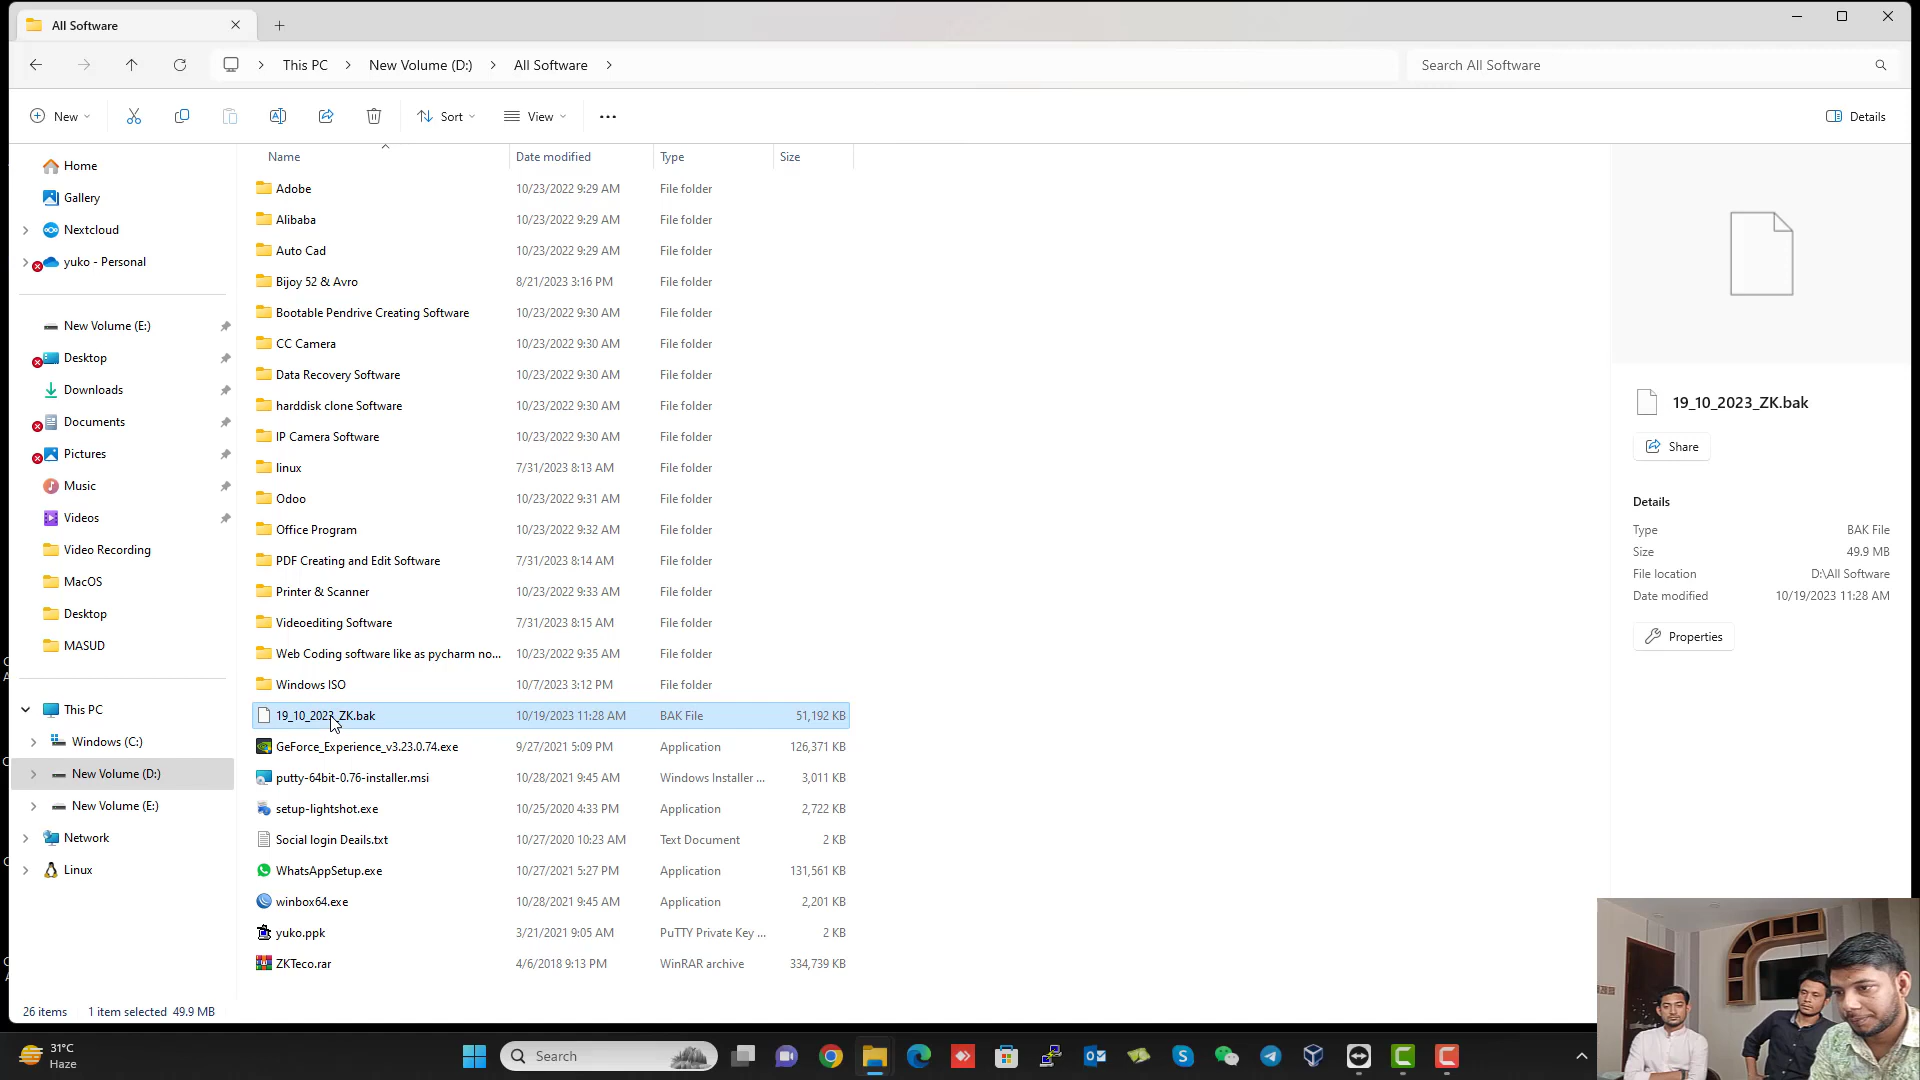 All Software
This PC
New Volume (D:)
All Software
Search All Software
New
Sort
View
Details
Name
Date modified
Type
Size
Home
Gallery
Nextcloud
yuko - Personal
New Volume (E:)
Desktop
Downloads
Documents
Pictures
Music
Videos
Video Recording
MacOS
Desktop
MASUD
This PC
Windows (C:)
New Volume (D:)
New Volume (E:)
Network
Linux
Adobe 10/23/2022 9:29 AM File folder
Alibaba 10/23/2022 9:29 AM File folder
Auto Cad 10/23/2022 9:29 AM File folder
Bijoy 52 & Avro 8/21/2023 3:16 PM File folder
Bootable Pendrive Creating Software 10/23/2022 9:30 AM File folder
CC Camera 10/23/2022 9:30 AM File folder
Data Recovery Software 10/23/2022 9:30 AM File folder
harddisk clone Software 10/23/2022 9:30 AM File folder
IP Camera Software 10/23/2022 9:30 AM File folder
linux 7/31/2023 8:13 AM File folder
Odoo 10/23/2022 9:31 AM File folder
Office Program 10/23/2022 9:32 AM File folder
PDF Creating and Edit Software 7/31/2023 8:14 AM File folder
Printer & Scanner 10/23/2022 9:33 AM File folder
Videoediting Software 7/31/2023 8:15 AM File folder
Web Coding software like as pycharm no... 10/23/2022 9:35 AM File folder
Windows ISO 10/7/2023 3:12 PM File folder
19_10_2023_ZK.bak 10/19/2023 11:28 AM BAK File 51,192 KB
GeForce_Experience_v3.23.0.74.exe 9/27/2021 5:09 PM Application 126,371 KB
putty-64bit-0.76-installer.msi 10/28/2021 9:45 AM Windows Installer ... 3,011 KB
setup-lightshot.exe 10/25/2020 4:33 PM Application 2,722 KB
Social login Deails.txt 10/27/2020 10:23 AM Text Document 2 KB
WhatsAppSetup.exe 10/27/2021 5:27 PM Application 131,561 KB
winbox64.exe 10/28/2021 9:45 AM Application 2,201 KB
yuko.ppk 3/21/2021 9:05 AM PuTTY Private Key ... 2 KB
ZKTeco.rar 4/6/2018 9:13 PM WinRAR archive 334,739 KB
19_10_2023_ZK.bak
Share
Details
Type BAK File
Size 49.9 MB
File location D:\All Software
Date modified 10/19/2023 11:28 AM
Properties
26 items 1 item selected 49.9 MB
31°C
Haze
Search